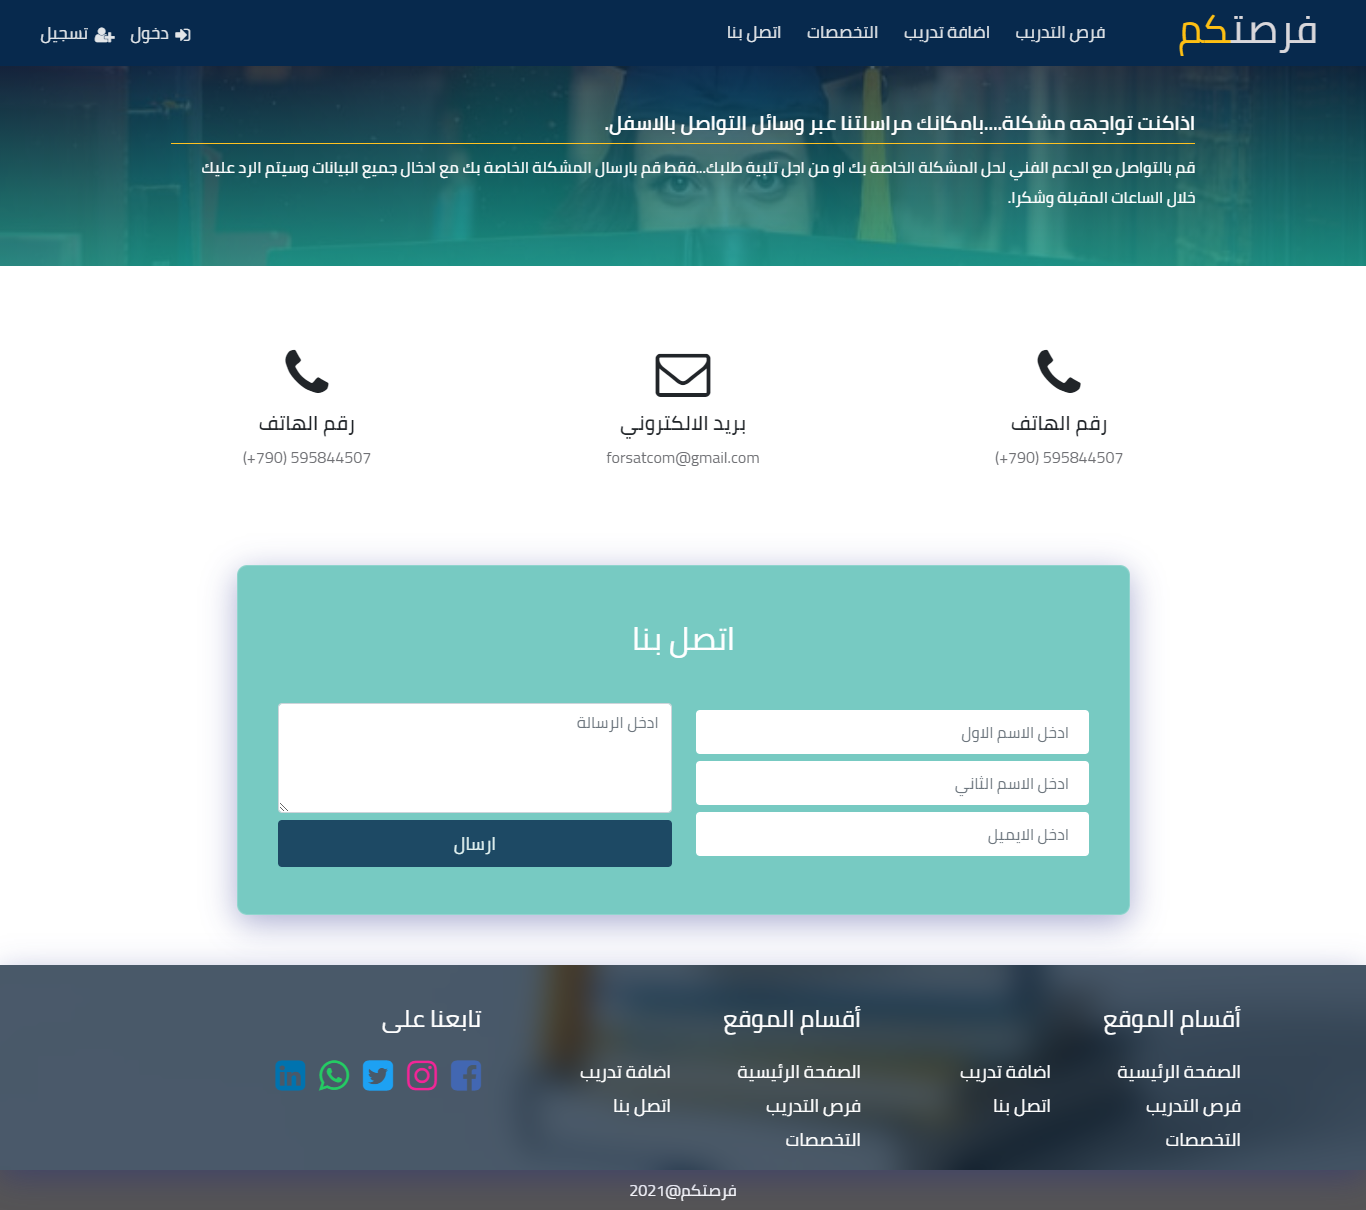 فرصتكم
فرص التدريب
اضافة تدريب
التخصصات
اتصل بنا
دخول
تسجيل
اذاكنت تواجهه مشكلة....بامكانك مراسلتنا عبر وسائل التواصل بالاسفل.
قم بالتواصل مع الدعم الفني لحل المشكلة الخاصة بك او من اجل تلبية طلبك...فقط قم بارسال المشكلة الخاصة بك مع ادخال جميع البيانات وسيتم الرد عليك
خلال الساعات المقبلة وشكرا.
رقم الهاتف
(+790) 595844507
بريد الالكتروني
forsatcom@gmail.com
رقم الهاتف
(+790) 595844507
اتصل بنا
ادخل الاسم الاول
ادخل الاسم الثاني
ادخل الايميل
ادخل الرسالة
ارسال
أقسام الموقع
الصفحة الرئيسية
فرص التدريب
التخصصات
اضافة تدريب
اتصل بنا
أقسام الموقع
الصفحة الرئيسية
فرص التدريب
التخصصات
اضافة تدريب
اتصل بنا
تابعنا على
فرصتكم@2021